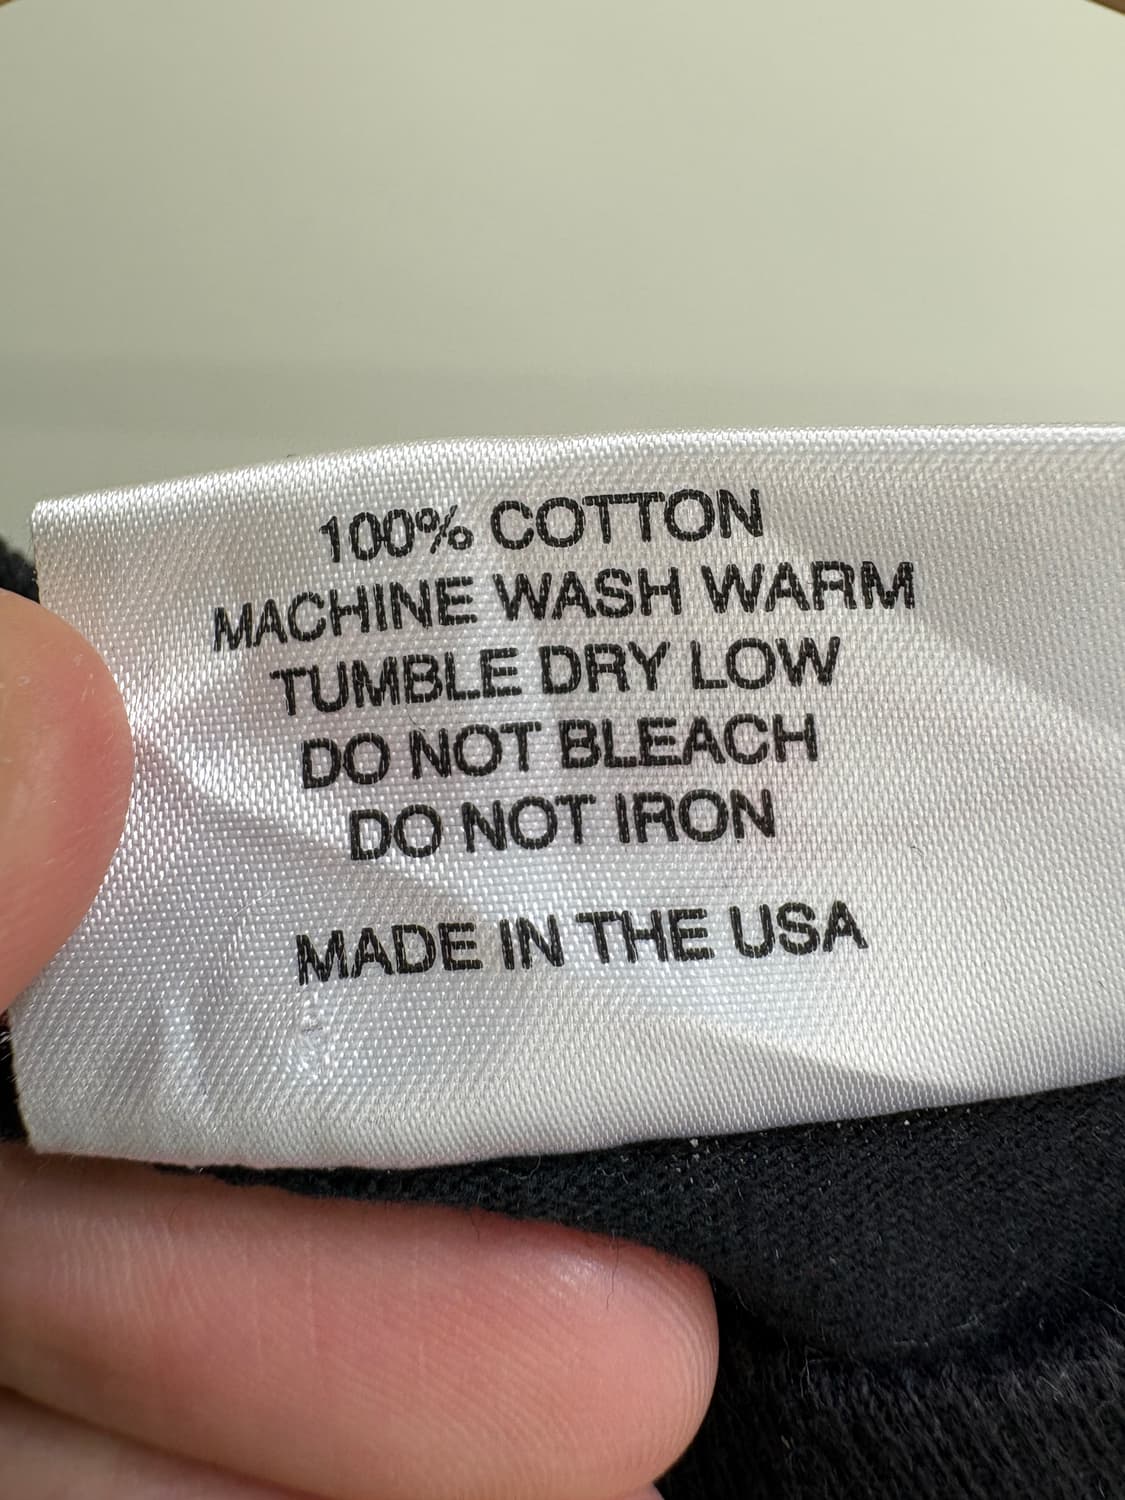 100% COTTON
MACHINE WASH WARM
TUMBLE DRY LOW
DO NOT BLEACH
DO NOT IRON
MADE IN THE USA